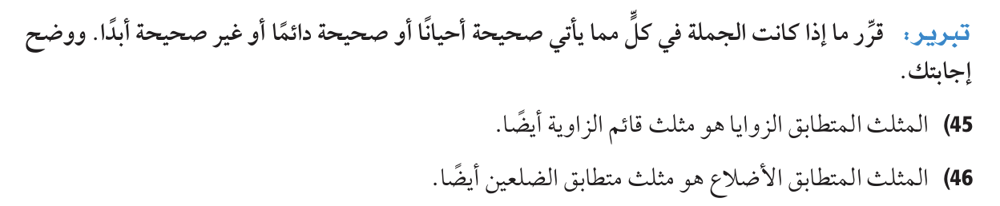 تبرير: قرِّر ما إذا كانت الجملة في كلٍّ مما يأتي صحيحة أحيانًا أو صحيحة دائمًا أو غير صحيحة أبدًا. ووضح
إجابتك.
45) المثلث المتطابق الزوايا هو مثلث قائم الزاوية أيضًا.
46) المثلث المتطابق الأضلاع هو مثلث متطابق الضلعين أيضًا.